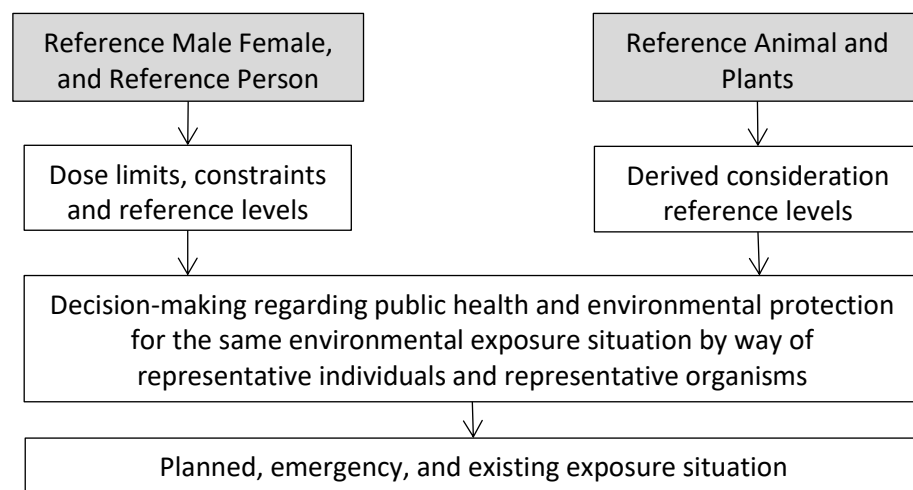 Reference Male Female,
and Reference Person
Reference Animal and
Plants
Dose limits, constraints
and reference levels
Derived consideration
reference levels
Decision-making regarding public health and environmental protection
for the same environmental exposure situation by way of
representative individuals and representative organisms
Planned, emergency, and existing exposure situation